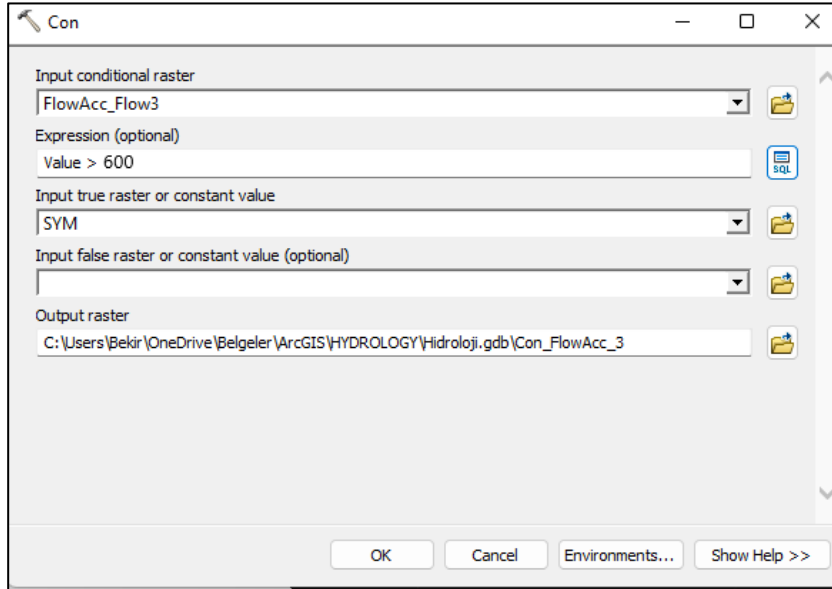 Con
Input conditional raster
FlowAcc_Flow3
Expression (optional)
Value > 600
SQL
Input true raster or constant value
SYM
Input false raster or constant value (optional)
Output raster
C:\Users\Bekir\OneDrive\Belgeler\ArcGIS\HYDROLOGY\Hidroloji.gdb\Con_FlowAcc_3
OK Cancel Environments... Show Help >>